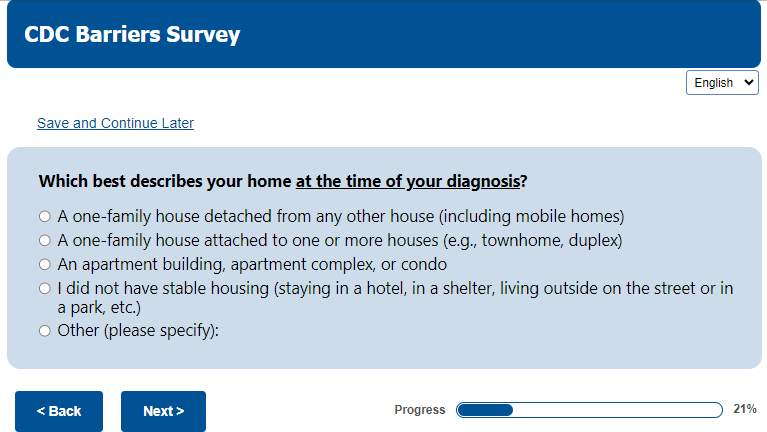 CDC Barriers Survey
English
Save and Continue Later
Which best describes your home at the time of your diagnosis?
A one-family house detached from any other house (including mobile homes)
A one-family house attached to one or more houses (e.g., townhome, duplex)
An apartment building, apartment complex, or condo
I did not have stable housing (staying in a hotel, in a shelter, living outside on the street or in
a park, etc.)
Other (please specify):
< Back
Next >
Progress
21%